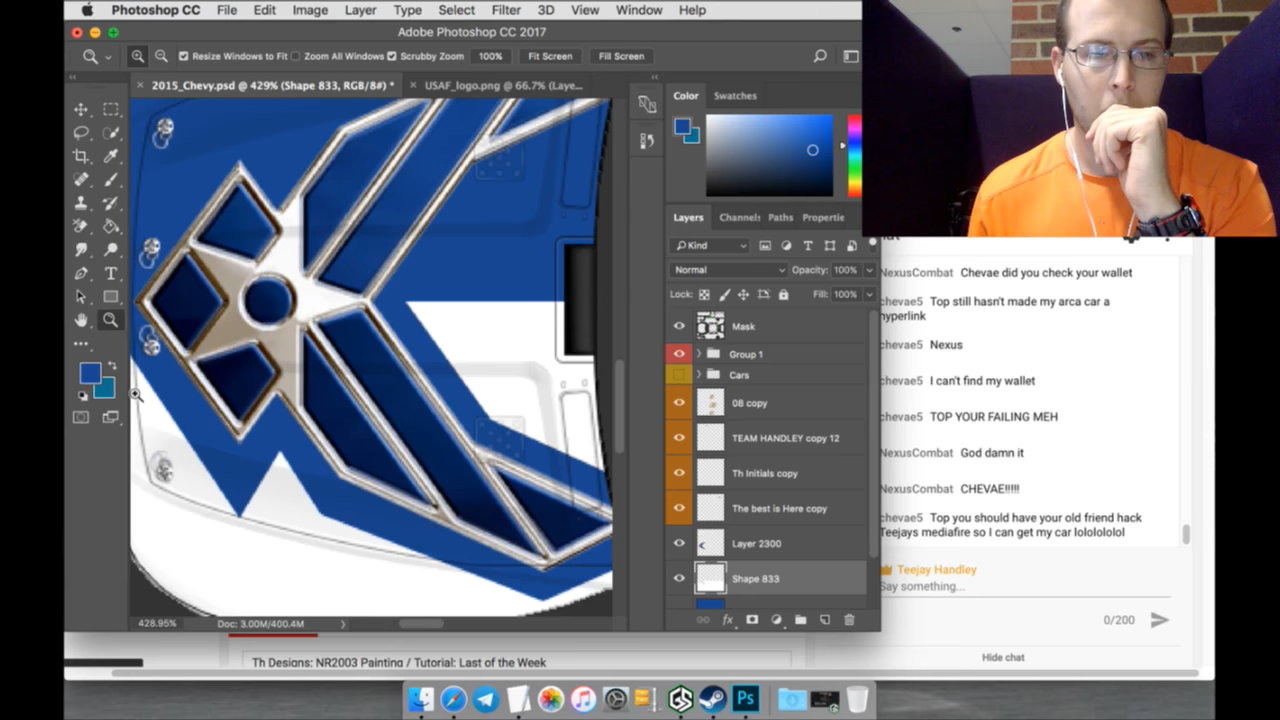 Photoshop CC File Edit Image Layer Type Select Filter 3D View Window Help
Adobe Photoshop CC 2017
Resize Windows to Fit Zoom All Windows Scrubby Zoom 100% Fit Screen Fill Screen
2015_Chevy.psd @ 429% (Shape 833, RGB/8#) * USAF_logo.png @ 66.7% (Laye...
Color Swatches
Layers Channel: Paths Propertie
Kind
Normal Opacity: 100%
Lock: Fill: 100%
Mask
Group 1
Cars
08 copy
TEAM HANDLEY copy 12
Th Initials copy
The best is Here copy
Layer 2300
Shape 833
428.95% Doc: 3.00M/400.4M
NexusCombat Chevae did you check your wallet
chevae5 Top still hasn't made my arca car a
hyperlink
chevae5 Nexus
chevae5 I can't find my wallet
chevae5 TOP YOUR FAILING MEH
NexusCombat God damn it
NexusCombat CHEVAE!!!!!
chevae5 Top you should have your old friend hack
Teejays mediafire so I can get my car lolololol
Teejay Handley
Say something...
0/200
Hide chat
Th Designs: NR2003 Painting / Tutorial: Last of the Week
GS
Ps